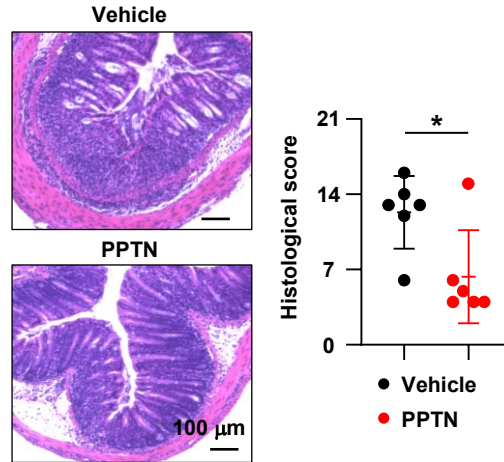 Vehicle
PPTN
100 μm
Histological score
21
14
7
0
*
Vehicle
PPTN